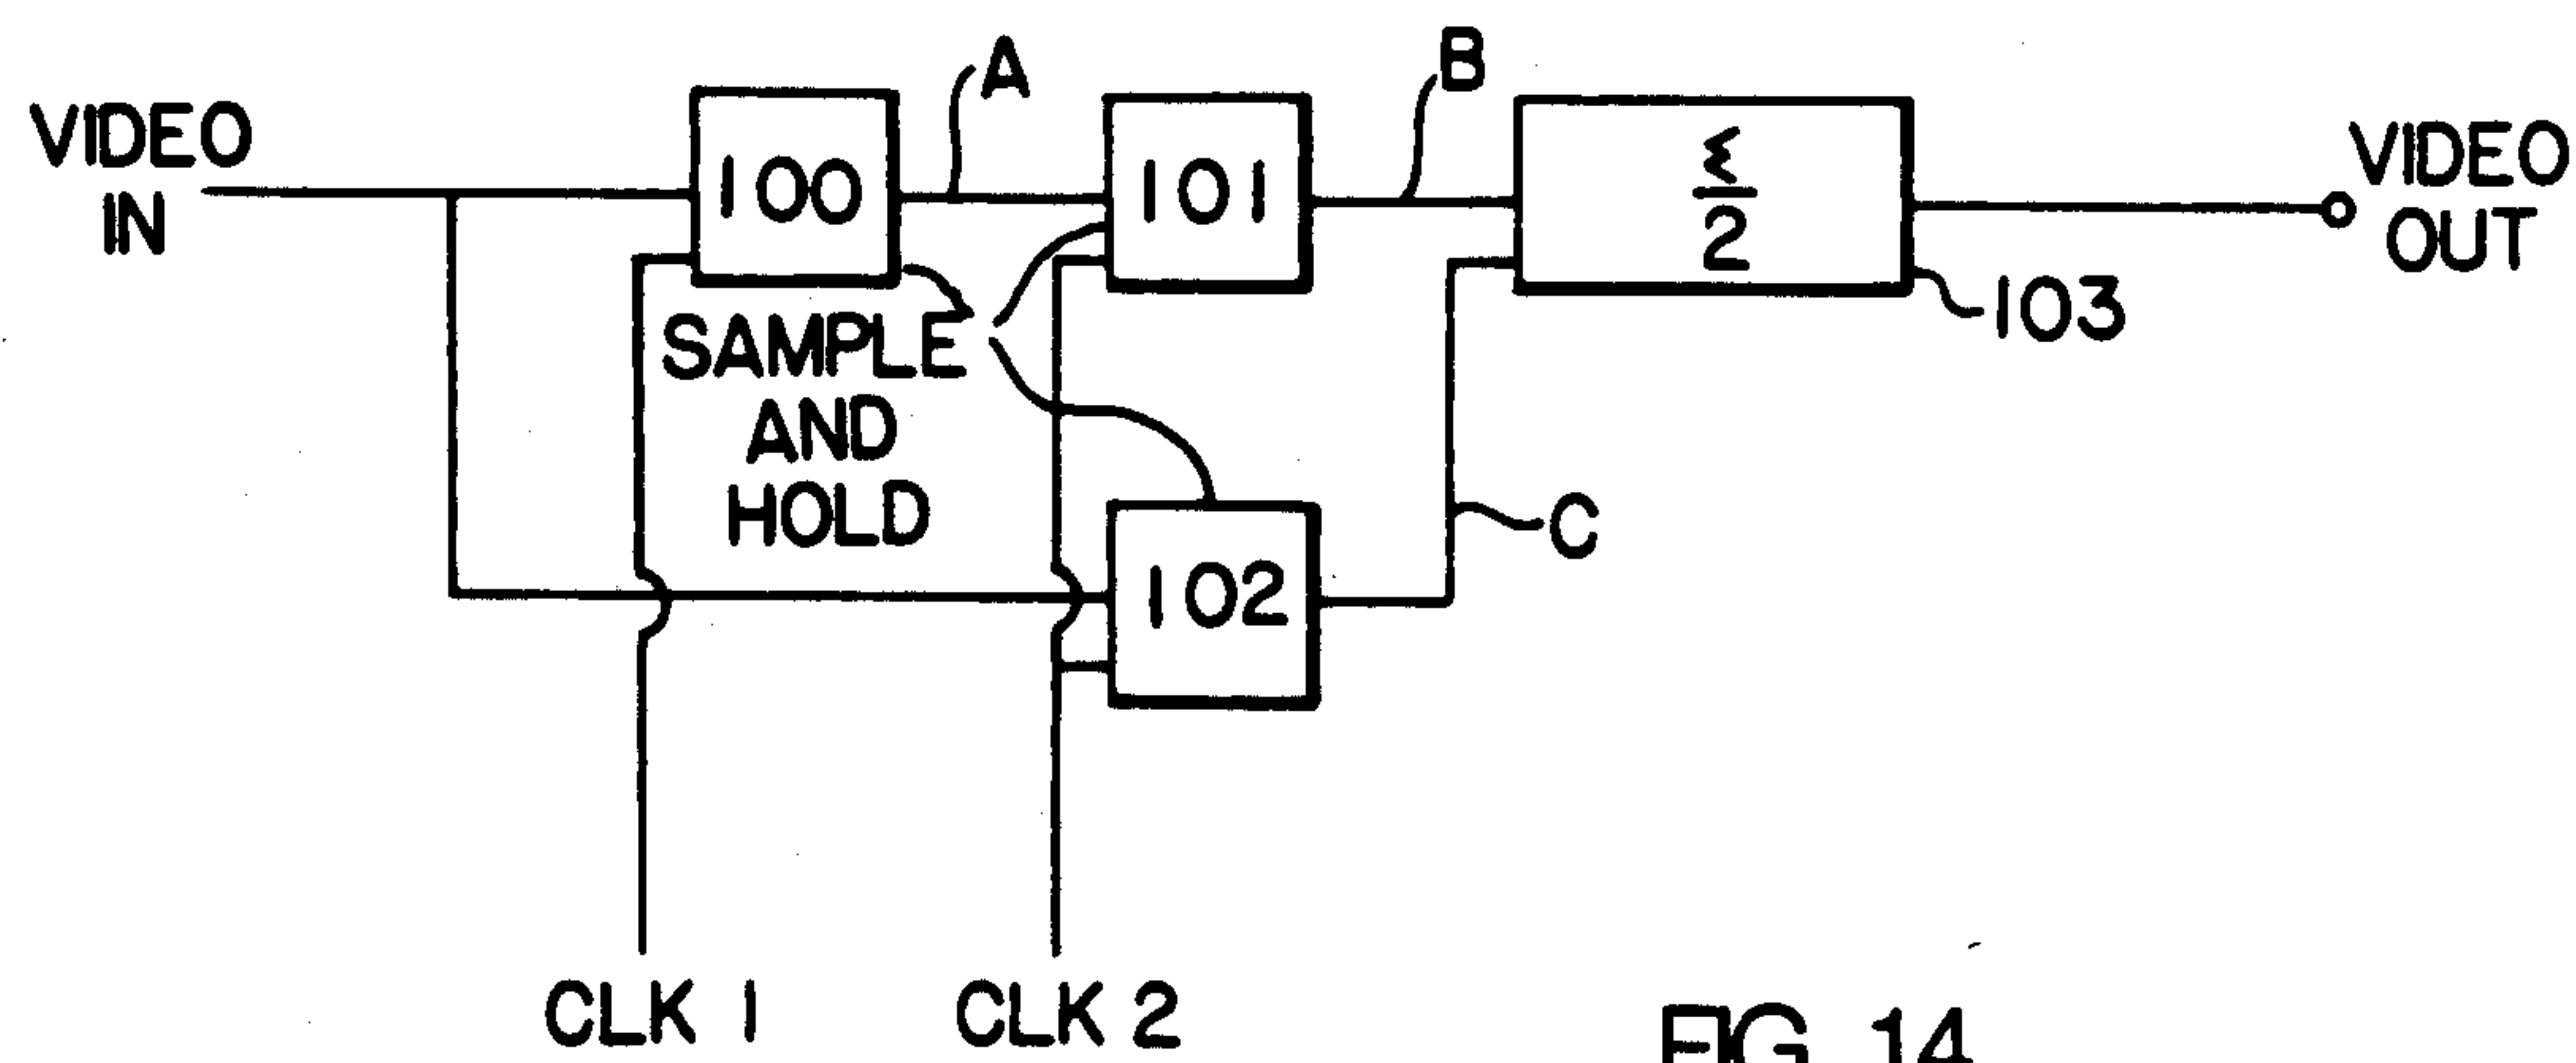 VIDEO
IN
100
A
101
B
Σ
2
VIDEO
OUT
103
SAMPLE
AND
HOLD
102
C
CLK 1
CLK 2
FIG. 14